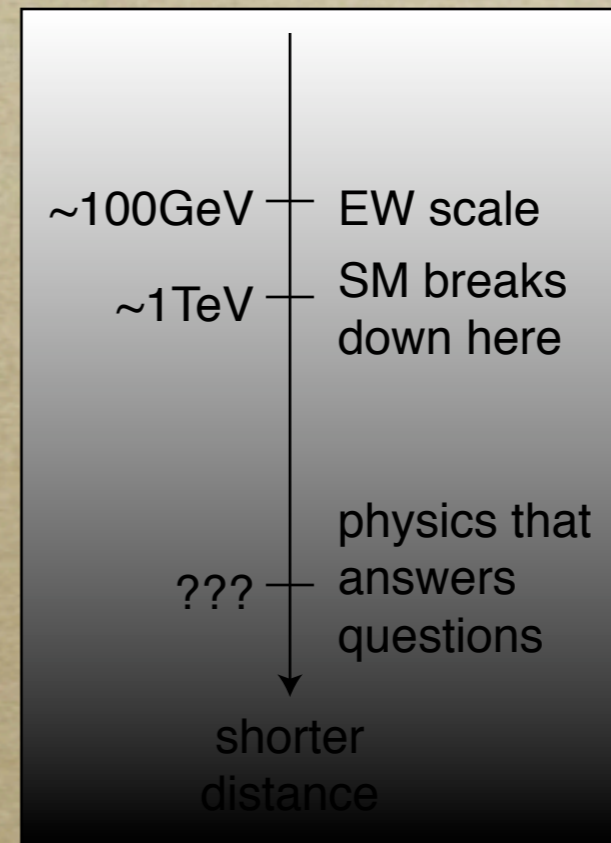 ~100GeV EW scale
~1TeV SM breaks
down here
physics that
??? answers
questions
shorter
distance